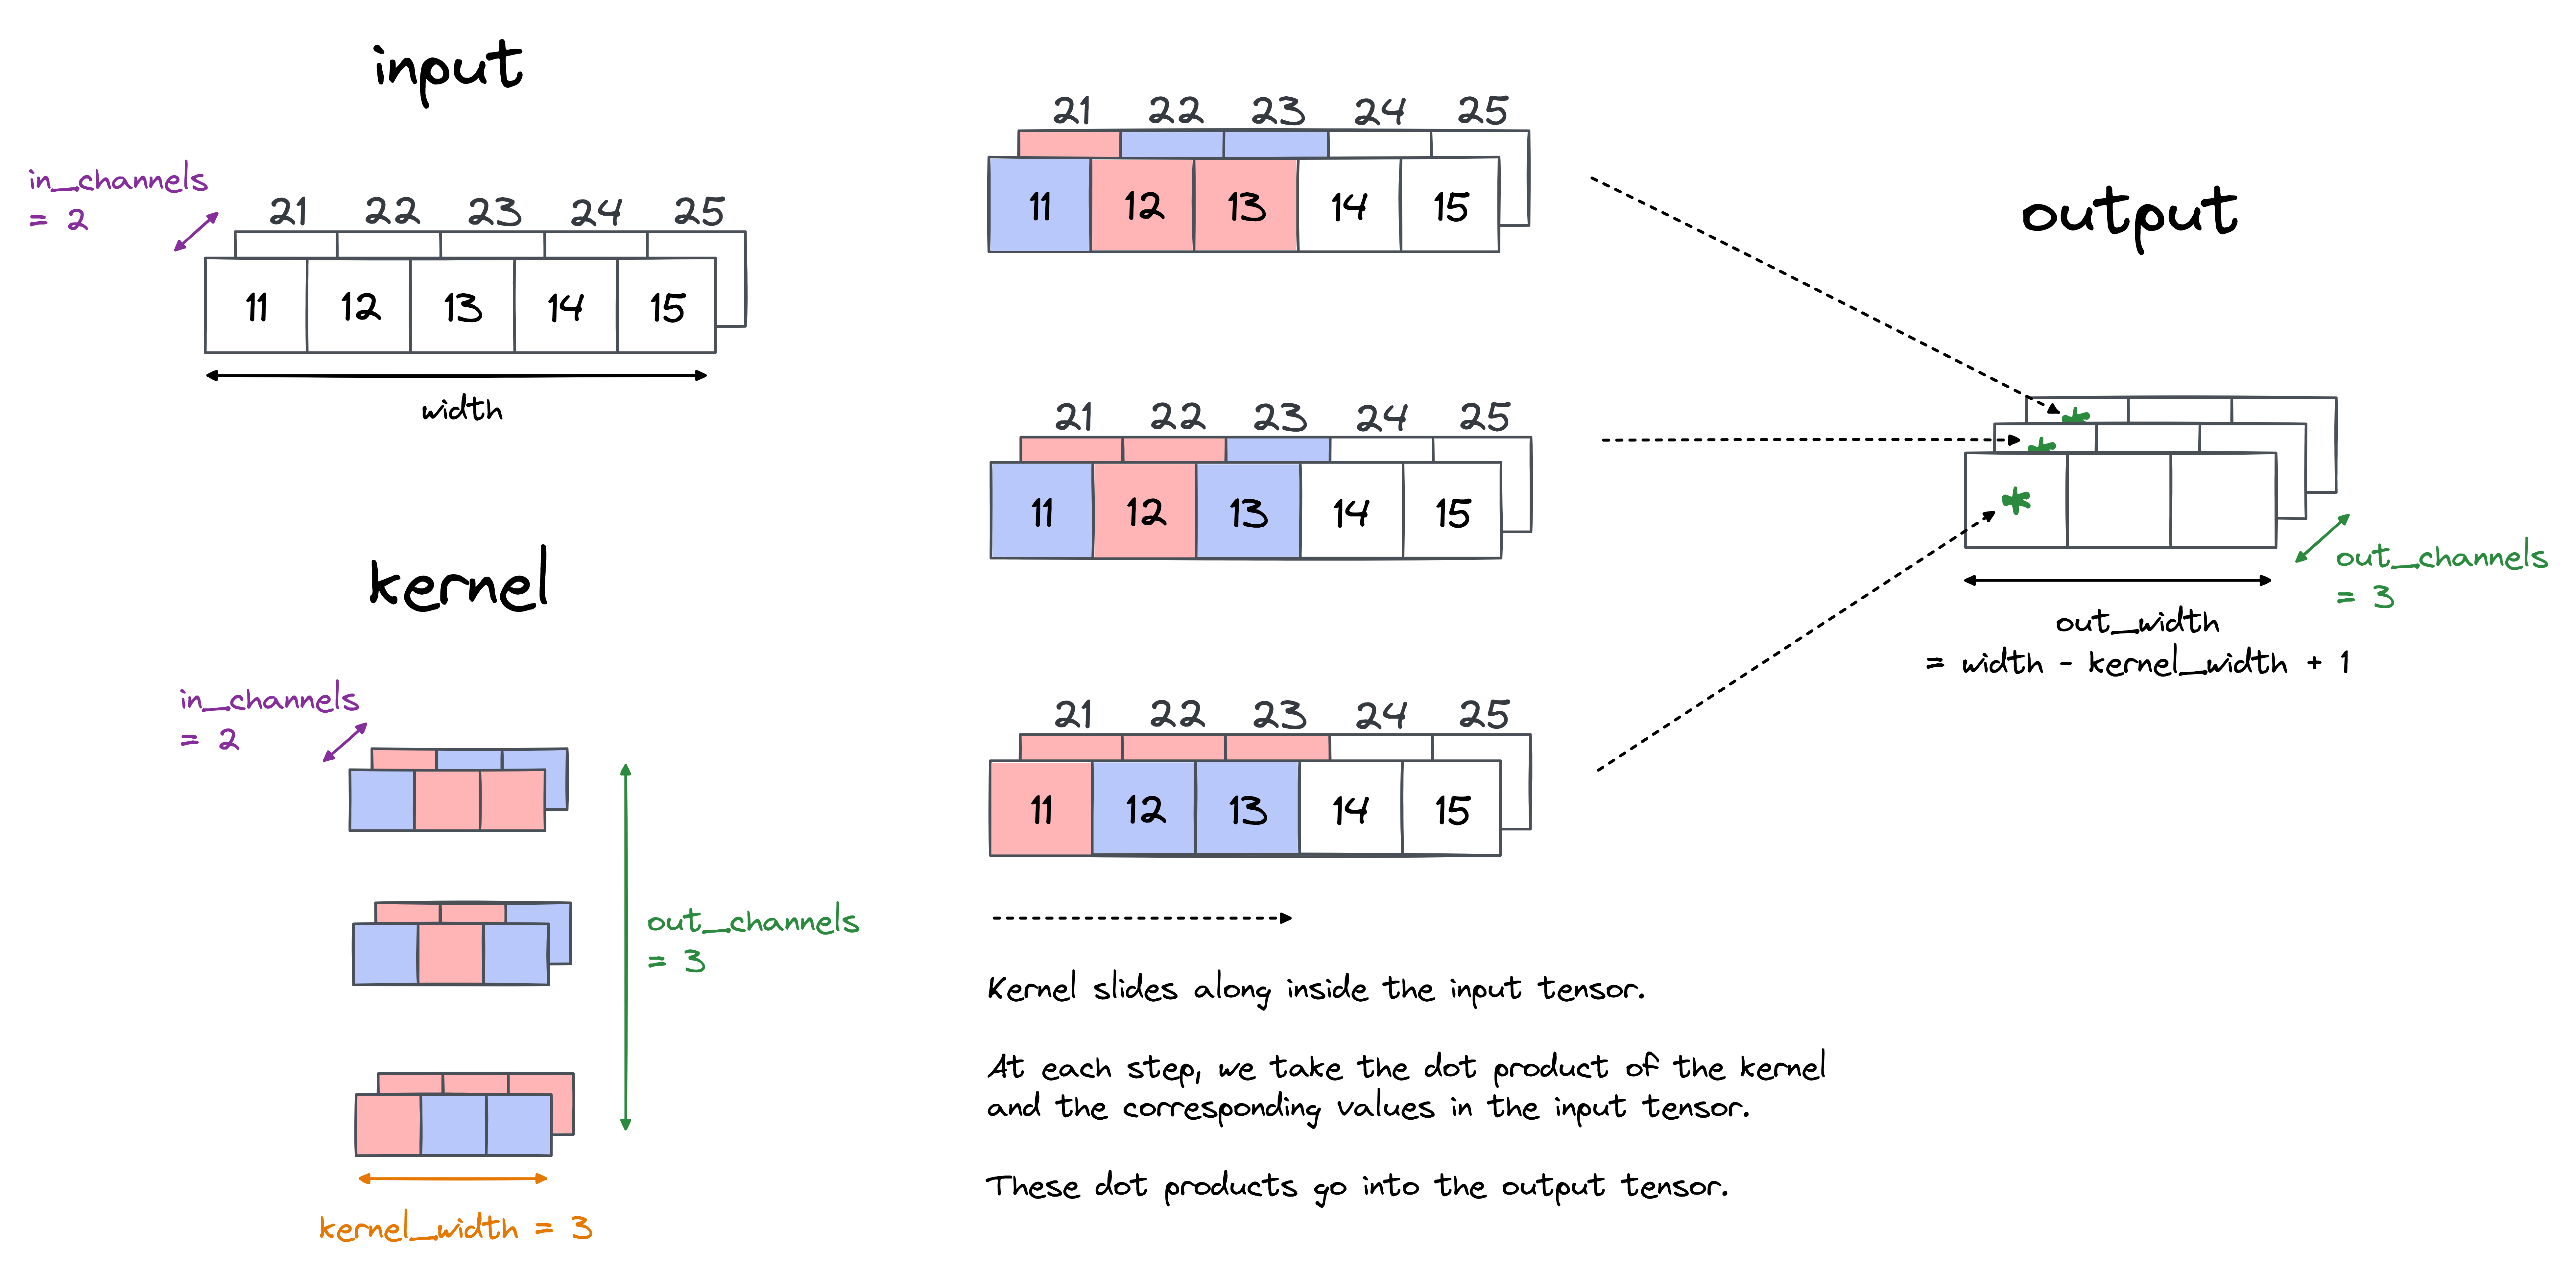 input
in_channels
= 2
21 22 23 24 25
11 12 13 14 15
width
kernel
in_channels
= 2
out_channels
= 3
kernel_width = 3
21 22 23 24 25
11 12 13 14 15
21 22 23 24 25
11 12 13 14 15
21 22 23 24 25
11 12 13 14 15
Kernel slides along inside the input tensor.
At each step, we take the dot product of the kernel
and the corresponding values in the input tensor.
These dot products go into the output tensor.
output
*
*
*
out_channels
= 3
out_width
= width - kernel_width + 1